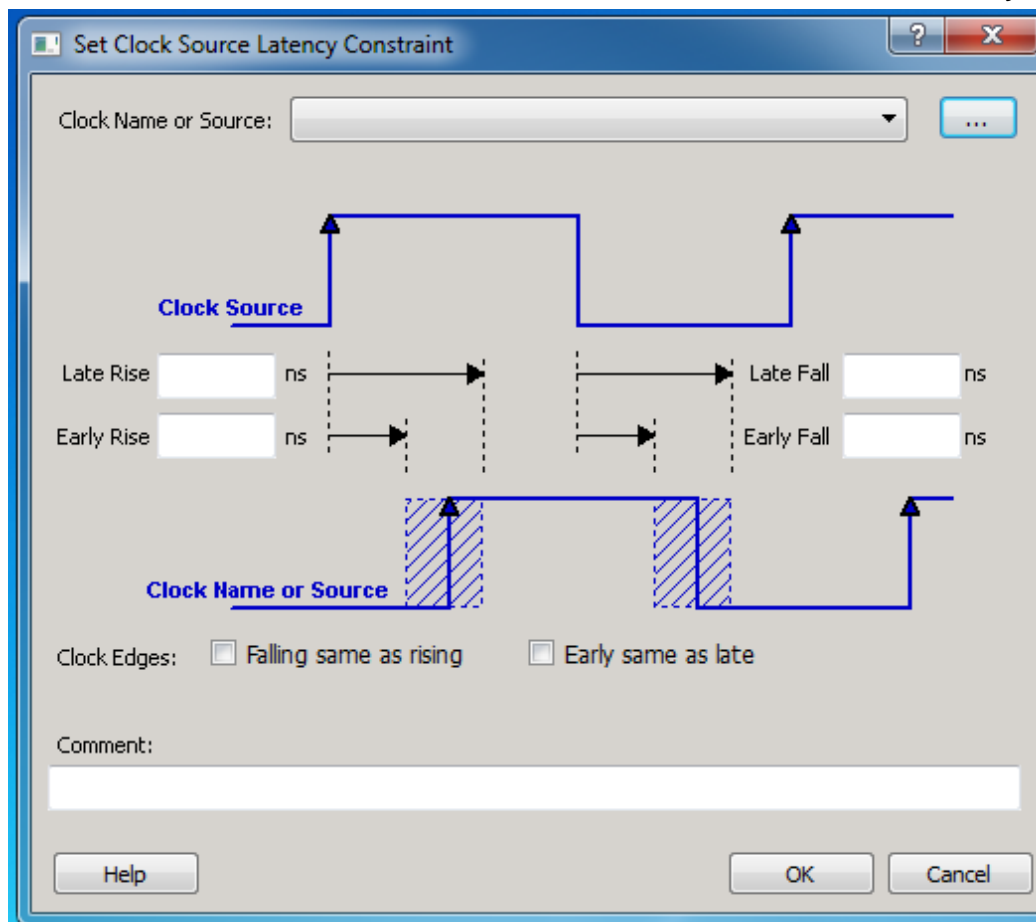 Set Clock Source Latency Constraint
?
Clock Name or Source:
...
Clock Source
Late Rise ns Late Fall ns
Early Rise ns Early Fall ns
Clock Name or Source
Clock Edges: Falling same as rising Early same as late
Comment:
Help OK Cancel